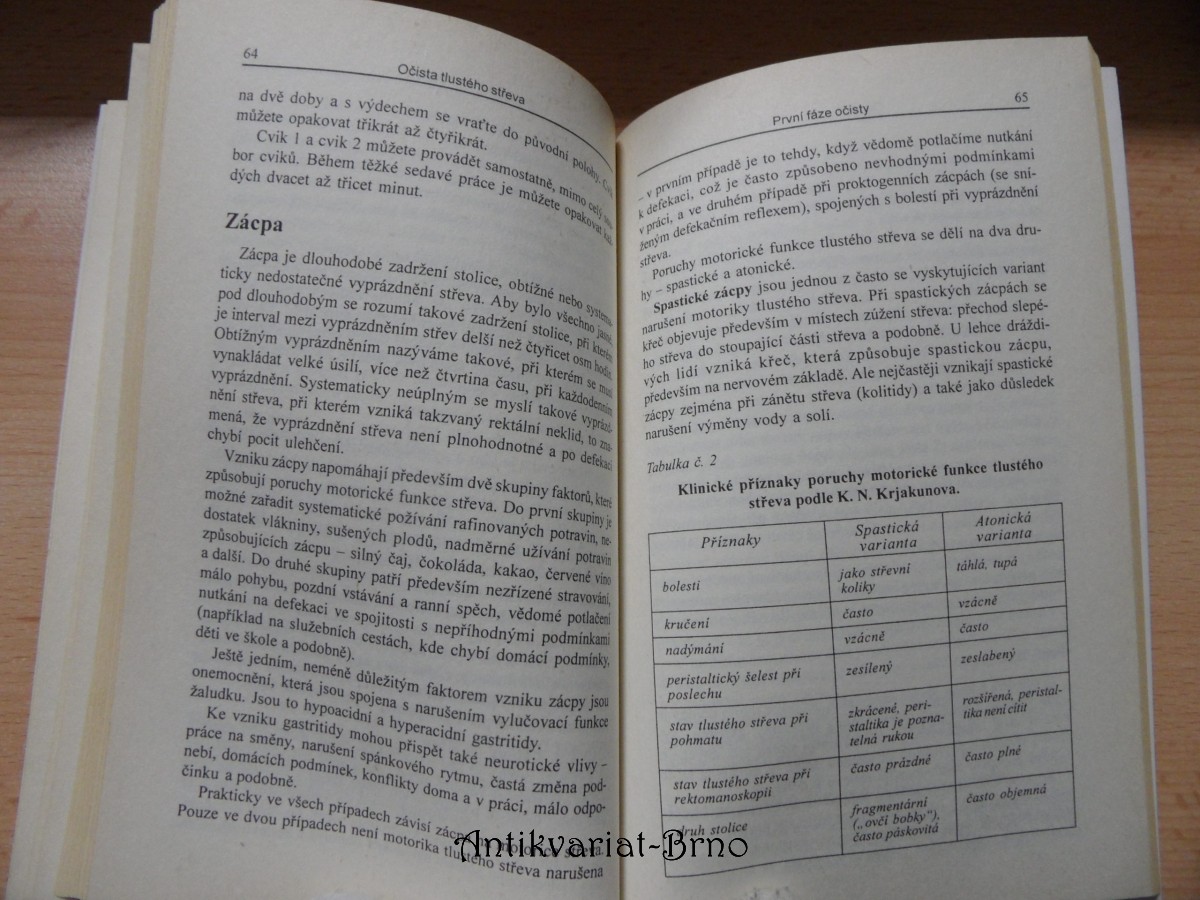 64
Očista tlustého střeva
na dvě doby a s výdechem se vraťte do původní polohy.
můžete opakovat třikrát až čtyřikrát.
Cvik 1 a cvik 2 můžete provádět samostatně, mimo celý
bor cviků. Během těžké sedavé práce je můžete opakovat
dých dvacet až třicet minut.
Zácpa
Zácpa je dlouhodobé zadržení stolice, obtížné nebo systema-
ticky nedostatečné vyprázdnění střeva. Aby bylo všechno jasné,
pod dlouhodobým se rozumí takové zadržení stolice, při kterém
je interval mezi vyprázdněním střev delší než čtyřicet osm hodin.
Obtížným vyprázdněním nazýváme takové, při kterém se musí
vynakládat velké úsilí, více než čtvrtina času, při každodenním
vyprázdnění. Systematicky neúplným se myslí takové vyprázd-
nění střeva, při kterém vzniká takzvaný rektální neklid, to zna-
mená, že vyprázdnění střeva není plnohodnotné a po defekaci
chybí pocit ulehčení.
Vzniku zácpy napomáhají především dvě skupiny faktorů, které
způsobují poruchy motorické funkce střeva. Do první skupiny je
možné zařadit systematické požívání rafinovaných potravin, ne-
dostatek vlákniny, sušených plodů, nadměrné užívání potravin
způsobujících zácpu – silný čaj, čokoláda, kakao, červené víno
a další. Do druhé skupiny patří především nezřízené stravování,
málo pohybu, pozdní vstávání a ranní spěch, vědomé potlačení
nutkání na defekaci ve spojitosti s nepříhodnými podmínkami
(například na služebních cestách, kde chybí domácí podmínky,
děti ve škole a podobně).
Ještě jedním, neméně důležitým faktorem vzniku zácpy jsou
onemocnění, která jsou spojena s narušením vylučovací funkce
žaludku. Jsou to hypoacidní a hyperacidní gastritidy.
Ke vzniku gastritidy mohou přispět také neurotické vlivy –
práce na směny, narušení spánkového rytmu, častá změna pod-
nebí, domácích podmínek, konflikty doma a v práci, málo odpo-
činku a podobně.
Prakticky ve všech případech závisí zácpa na motorice střeva.
Pouze ve dvou případech není motorika tlustého střeva narušena
První fáze očisty
65
– v prvním případě je to tehdy, když vědomě potlačíme nutkání
k defekaci, což je často způsobeno nevhodnými podmínkami
v práci, a ve druhém případě při proktogenních zácpách (se sní-
ženým defekačním reflexem), spojených s bolestí při vyprázdnění
střeva.
Poruchy motorické funkce tlustého střeva se dělí na dva dru-
hy – spastické a atonické.
Spastické zácpy jsou jednou z často se vyskytujících variant
narušení motoriky tlustého střeva. Při spastických zácpách se
křeč objevuje především v místech zúžení střeva: přechod slepé-
ho střeva do stoupající části střeva a podobně. U lehce dráždi-
vých lidí vzniká křeč, která způsobuje spastickou zácpu,
především na nervovém základě. Ale nejčastěji vznikají spastické
zácpy zejména při zánětu střeva (kolitidy) a také jako důsledek
narušení výměny vody a solí.
Tabulka č. 2
Klinické příznaky poruchy motorické funkce tlustého
střeva podle K. N. Krjakunova.
Příznaky Spastická varianta Atonická varianta
bolesti jako střevní koliky táhlá, tupá
kručení často vzácně
nadýmání vzácně často
peristaltický šelest při poslechu zesílený zeslabený
stav tlustého střeva při pohmatu zkrácené, peri-staltika je pozna-telná rukou rozšířená, peristal-tika není cítit
stav tlustého střeva při rektomanoskopii často prázdné často plné
druh stolice fragmentární („ovčí bobky“), často páskovitá často objemná
Antikvariat-Brno